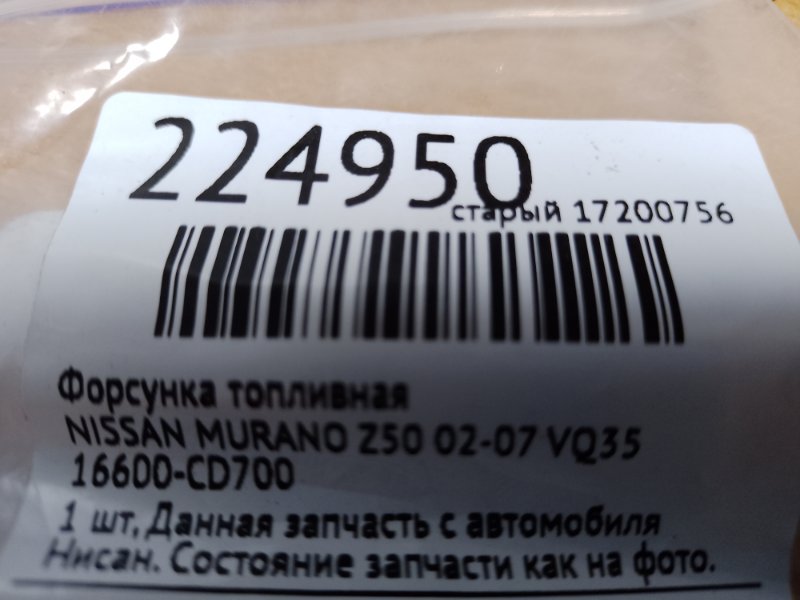 224950
старый 17200756
Форсунка топливная
NISSAN MURANO Z50 02-07 VQ35
16600-CD700
1 шт, Данная запчасть с автомобиля
Нисан. Состояние запчасти как на фото.